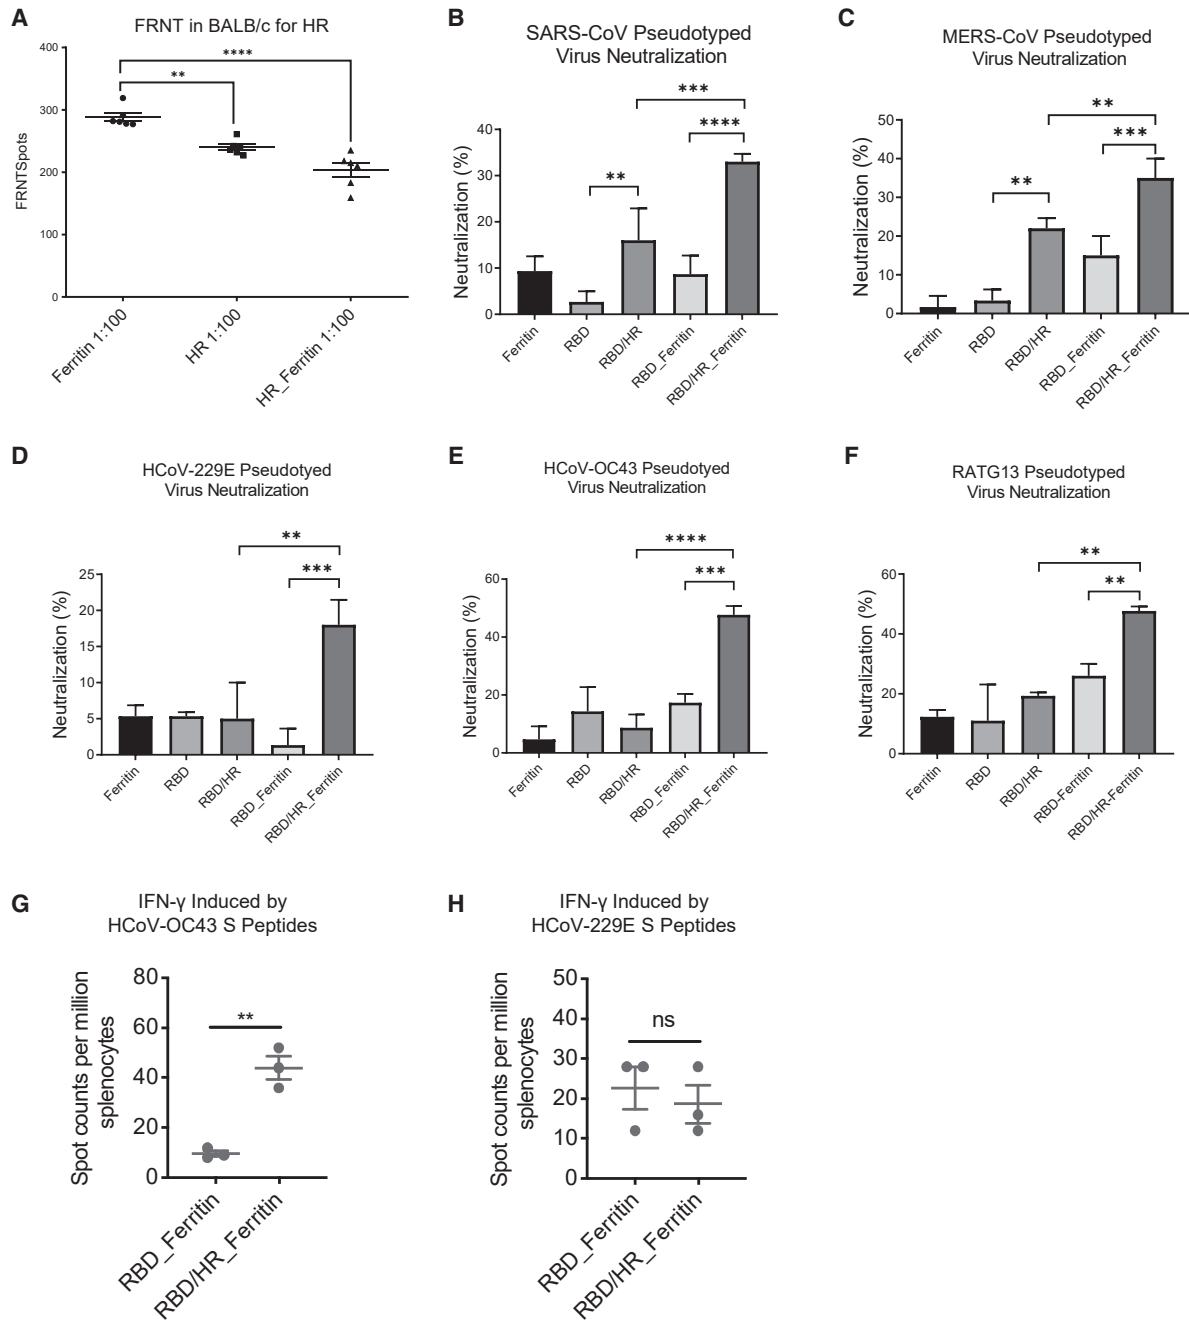 A
FRNT in BALB/c for HR
400
300
200
100
0
FRNTSpots
****
**
Ferritin 1:100
HR 1:100
HR_Ferritin 1:100
B
SARS-CoV Pseudotyped
Virus Neutralization
***
****
**
40
30
20
10
0
Neutralization (%)
Ferritin
RBD
RBD/HR
RBD_Ferritin
RBD/HR_Ferritin
C
MERS-CoV Pseudotyped
Virus Neutralization
**
***
**
50
40
30
20
10
0
Neutralization (%)
Ferritin
RBD
RBD/HR
RBD_Ferritin
RBD/HR_Ferritin
D
HCoV-229E Pseudotyed
Virus Neutralization
**
***
25
20
15
10
5
0
Neutralization (%)
Ferritin
RBD
RBD/HR
RBD_Ferritin
RBD/HR_Ferritin
E
HCoV-OC43 Pseudotyed
Virus Neutralization
****
***
60
40
20
0
Neutralization (%)
Ferritin
RBD
RBD/HR
RBD_Ferritin
RBD/HR_Ferritin
F
RATG13 Pseudotyped
Virus Neutralization
**
**
60
40
20
0
Neutralization (%)
Ferritin
RBD
RBD/HR
RBD-Ferritin
RBD/HR-Ferritin
G
IFN-γ Induced by
HCoV-OC43 S Peptides
80
60
40
20
0
Spot counts per million
splenocytes
**
RBD_Ferritin
RBD/HR_Ferritin
H
IFN-γ Induced by
HCoV-229E S Peptides
50
40
30
20
10
0
Spot counts per million
splenocytes
ns
RBD_Ferritin
RBD/HR_Ferritin